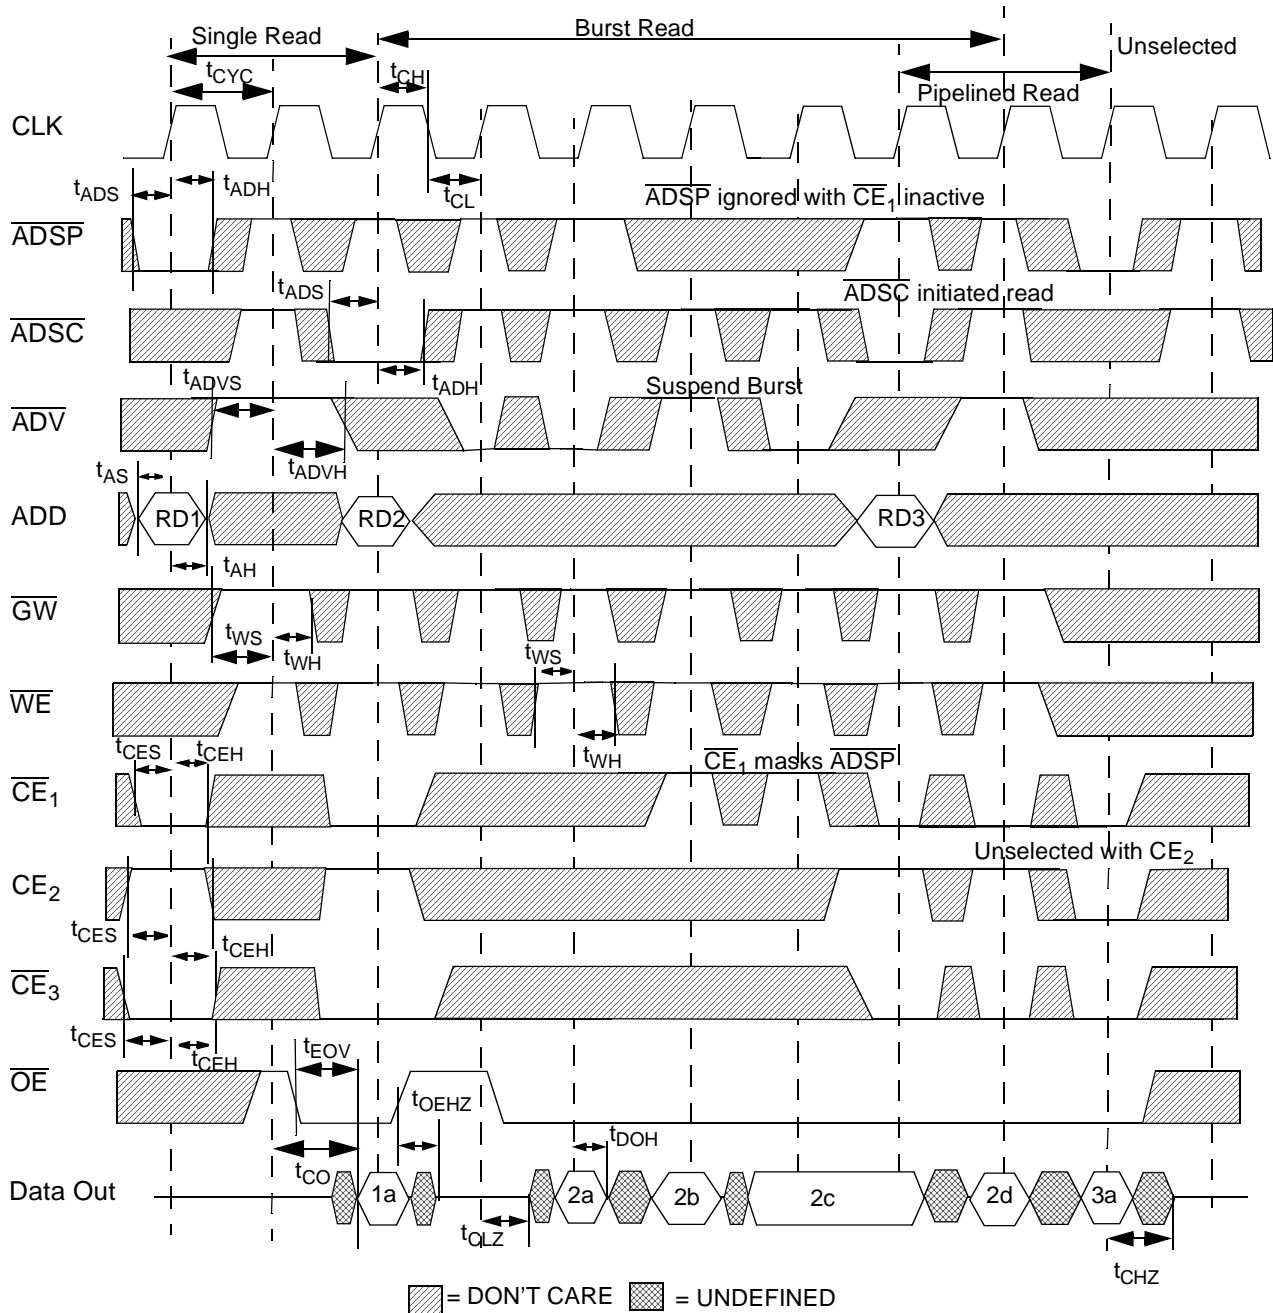 Burst Read
Single Read
Unselected
tCYC
tCH
Pipelined Read
CLK
tADS
tADH
tCL
ADSP ignored with CE1 inactive
ADSP
tADS
ADSC initiated read
ADSC
tADH
tADVS
Suspend Burst
ADV
tADVH
tAS
ADD
RD1
RD2
RD3
tAH
GW
tWS
tWH
tWS
WE
tWH
tCES
tCEH
CE1 masks ADSP
CE1
Unselected with CE2
CE2
tCES
tCEH
CE3
tCES
tCEH
tEOV
OE
tOEHZ
tDOH
tCO
Data Out
1a
2a
2b
2c
2d
3a
tCLZ
tCHZ
= DON'T CARE
= UNDEFINED